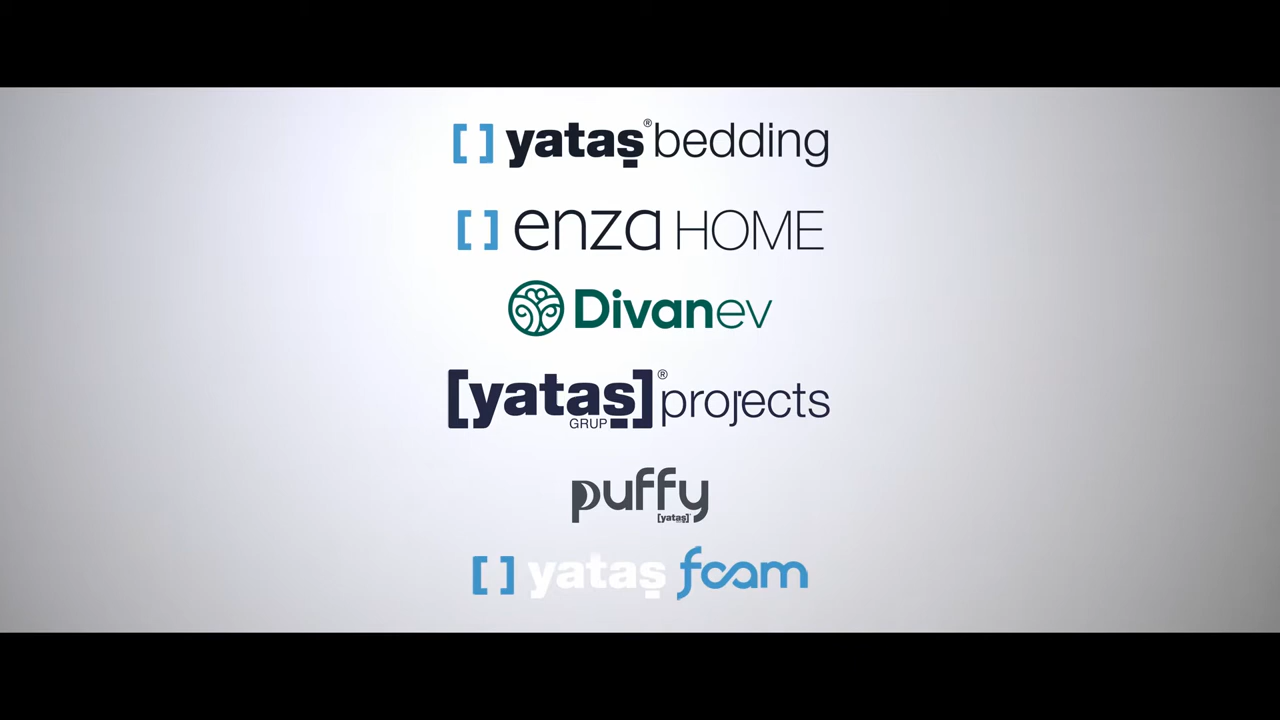 [ ] yataş® bedding
[ ] enza HOME
Divanev
[yataş]® projects
GRUP
puffy
[yataş]®
[ ] yataş foam